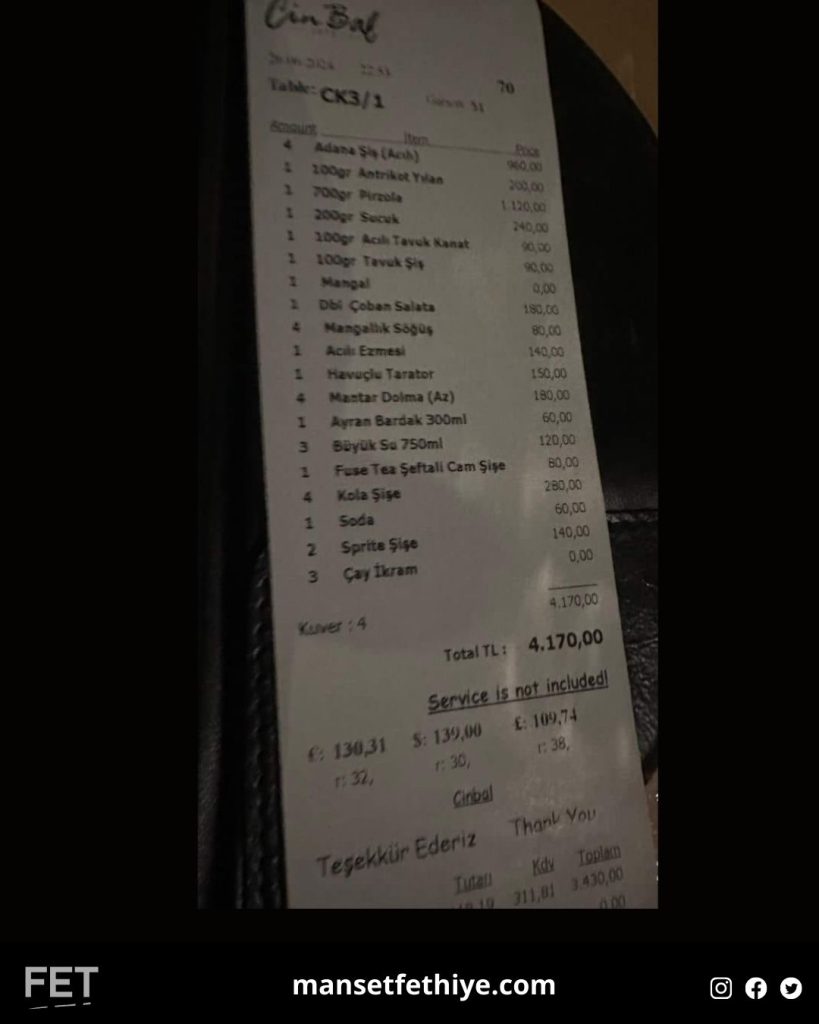 Cin Bal
22:51
70
Table: CK3/1 Garson 31
Amount Item Price
4 Adana Şiş (Acılı) 960,00
1 100gr Antrikot Yılan 200,00
1 700gr Pirzola 1.120,00
1 200gr Sucuk 240,00
1 100gr Acılı Tavuk Kanat 90,00
1 100gr Tavuk Şiş 90,00
1 Mangal 0,00
1 Dbl Çoban Salata 180,00
4 Mangallık Söğüş 80,00
1 Acılı Ezmesi 140,00
1 Havuçlu Tarator 150,00
4 Mantar Dolma (Az) 180,00
1 Ayran Bardak 300ml 60,00
3 Büyük Su 750ml 120,00
1 Fuse Tea Şeftali Cam Şişe 80,00
4 Kola Şişe 280,00
1 Soda 60,00
2 Sprite Şişe 140,00
3 Çay İkram 0,00
4.170,00
Kuver : 4
Total TL : 4.170,00
Service is not included!
€: 130,31 $: 139,00 £: 109,74
r: 32, r: 30, r: 38,
Cinbal
Teşekkür Ederiz Thank You
Tutarı Kdv Toplam
311,81 3.430,00
0,00
FET mansetfethiye.com